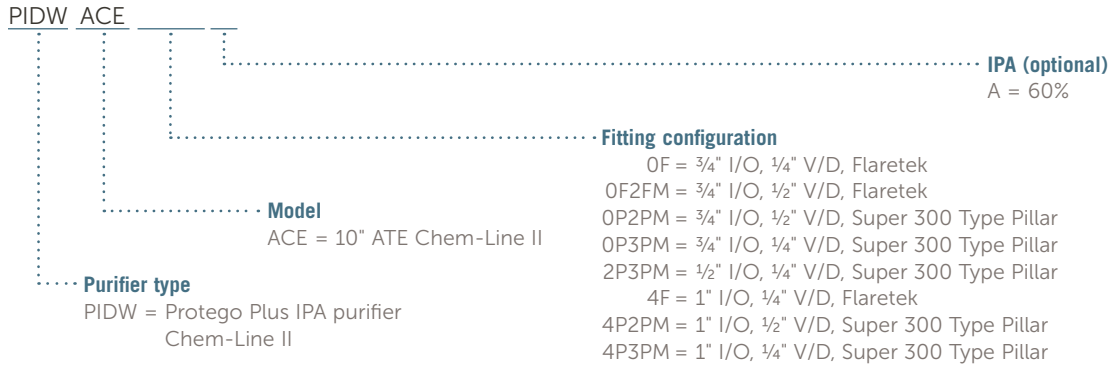 PIDW ACE
IPA (optional)
A = 60%
Fitting configuration
0F = ¾" I/O, ¼" V/D, Flaretek
0F2FM = ¾" I/O, ½" V/D, Flaretek
0P2PM = ¾" I/O, ½" V/D, Super 300 Type Pillar
0P3PM = ¾" I/O, ¼" V/D, Super 300 Type Pillar
2P3PM = ½" I/O, ¼" V/D, Super 300 Type Pillar
4F = 1" I/O, ¼" V/D, Flaretek
4P2PM = 1" I/O, ½" V/D, Super 300 Type Pillar
4P3PM = 1" I/O, ¼" V/D, Super 300 Type Pillar
Model
ACE = 10" ATE Chem-Line II
Purifier type
PIDW = Protego Plus IPA purifier
Chem-Line II